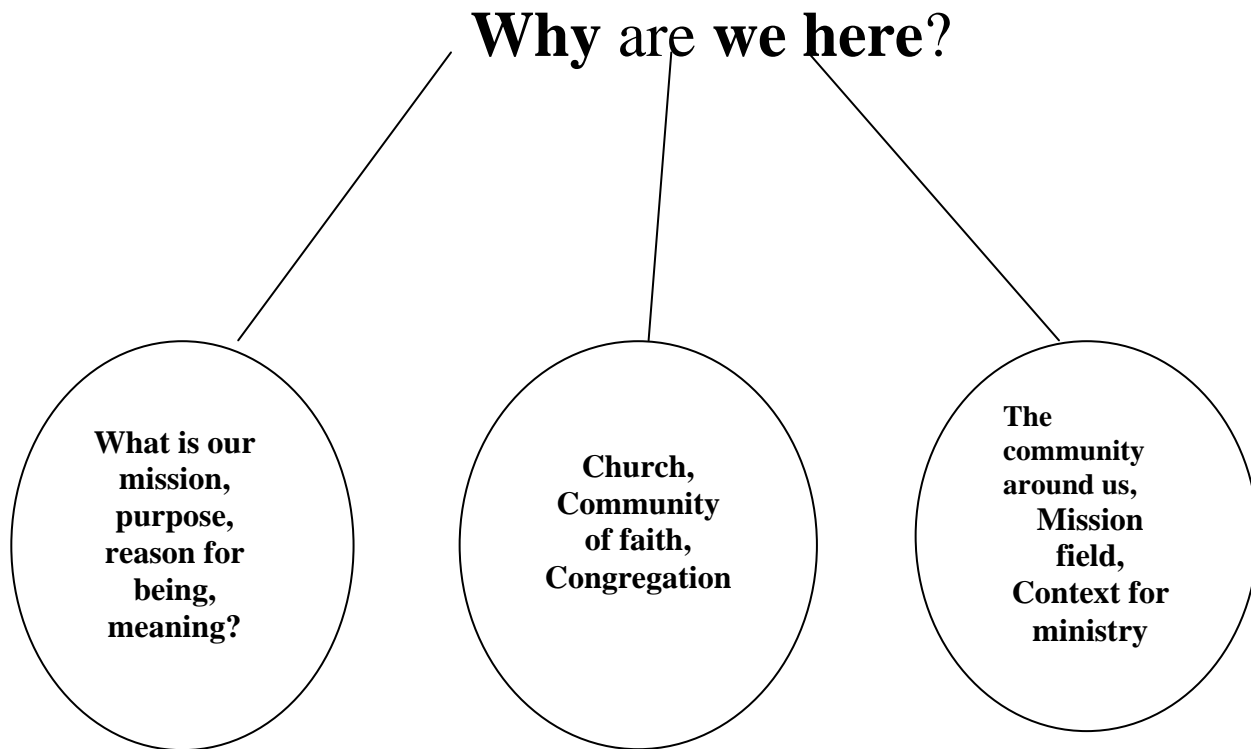 Why are we here?
What is our
mission,
purpose,
reason for
being,
meaning?
Church,
Community
of faith,
Congregation
The
community
around us,
Mission
field,
Context for
ministry